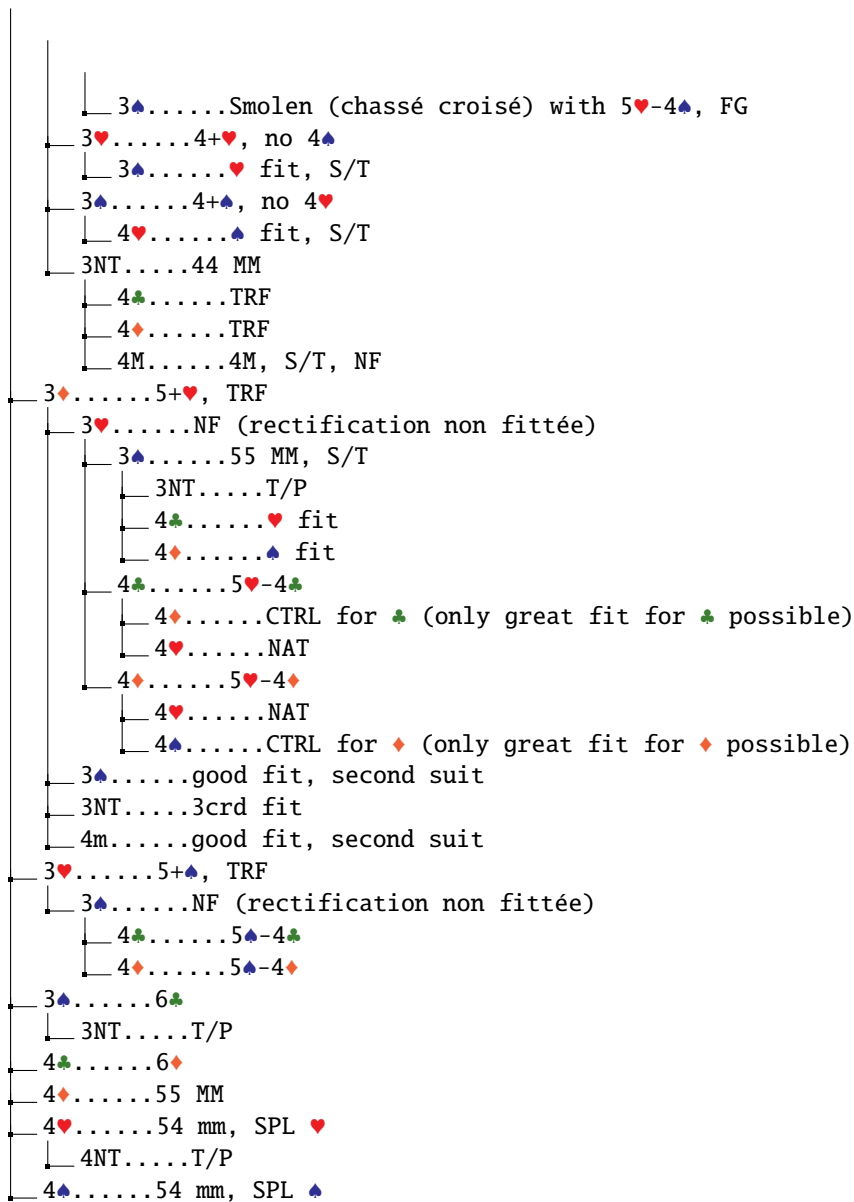 3♠......Smolen (chassé croisé) with 5♥-4♠, FG
3♥......4+♥, no 4♠
3♠......♥ fit, S/T
3♠......4+♠, no 4♥
4♥......♠ fit, S/T
3NT.....44 MM
4♣......TRF
4♦......TRF
4M......4M, S/T, NF
3♦......5+♥, TRF
3♥......NF (rectification non fittée)
3♠......55 MM, S/T
3NT.....T/P
4♣......♥ fit
4♦......♠ fit
4♣......5♥-4♣
4♦......CTRL for ♣ (only great fit for ♣ possible)
4♥......NAT
4♦......5♥-4♦
4♥......NAT
4♠......CTRL for ♦ (only great fit for ♦ possible)
3♠......good fit, second suit
3NT.....3crd fit
4m......good fit, second suit
3♥......5+♠, TRF
3♠......NF (rectification non fittée)
4♣......5♠-4♣
4♦......5♠-4♦
3♠......6♣
3NT.....T/P
4♣......6♦
4♦......55 MM
4♥......54 mm, SPL ♥
4NT.....T/P
4♠......54 mm, SPL ♠